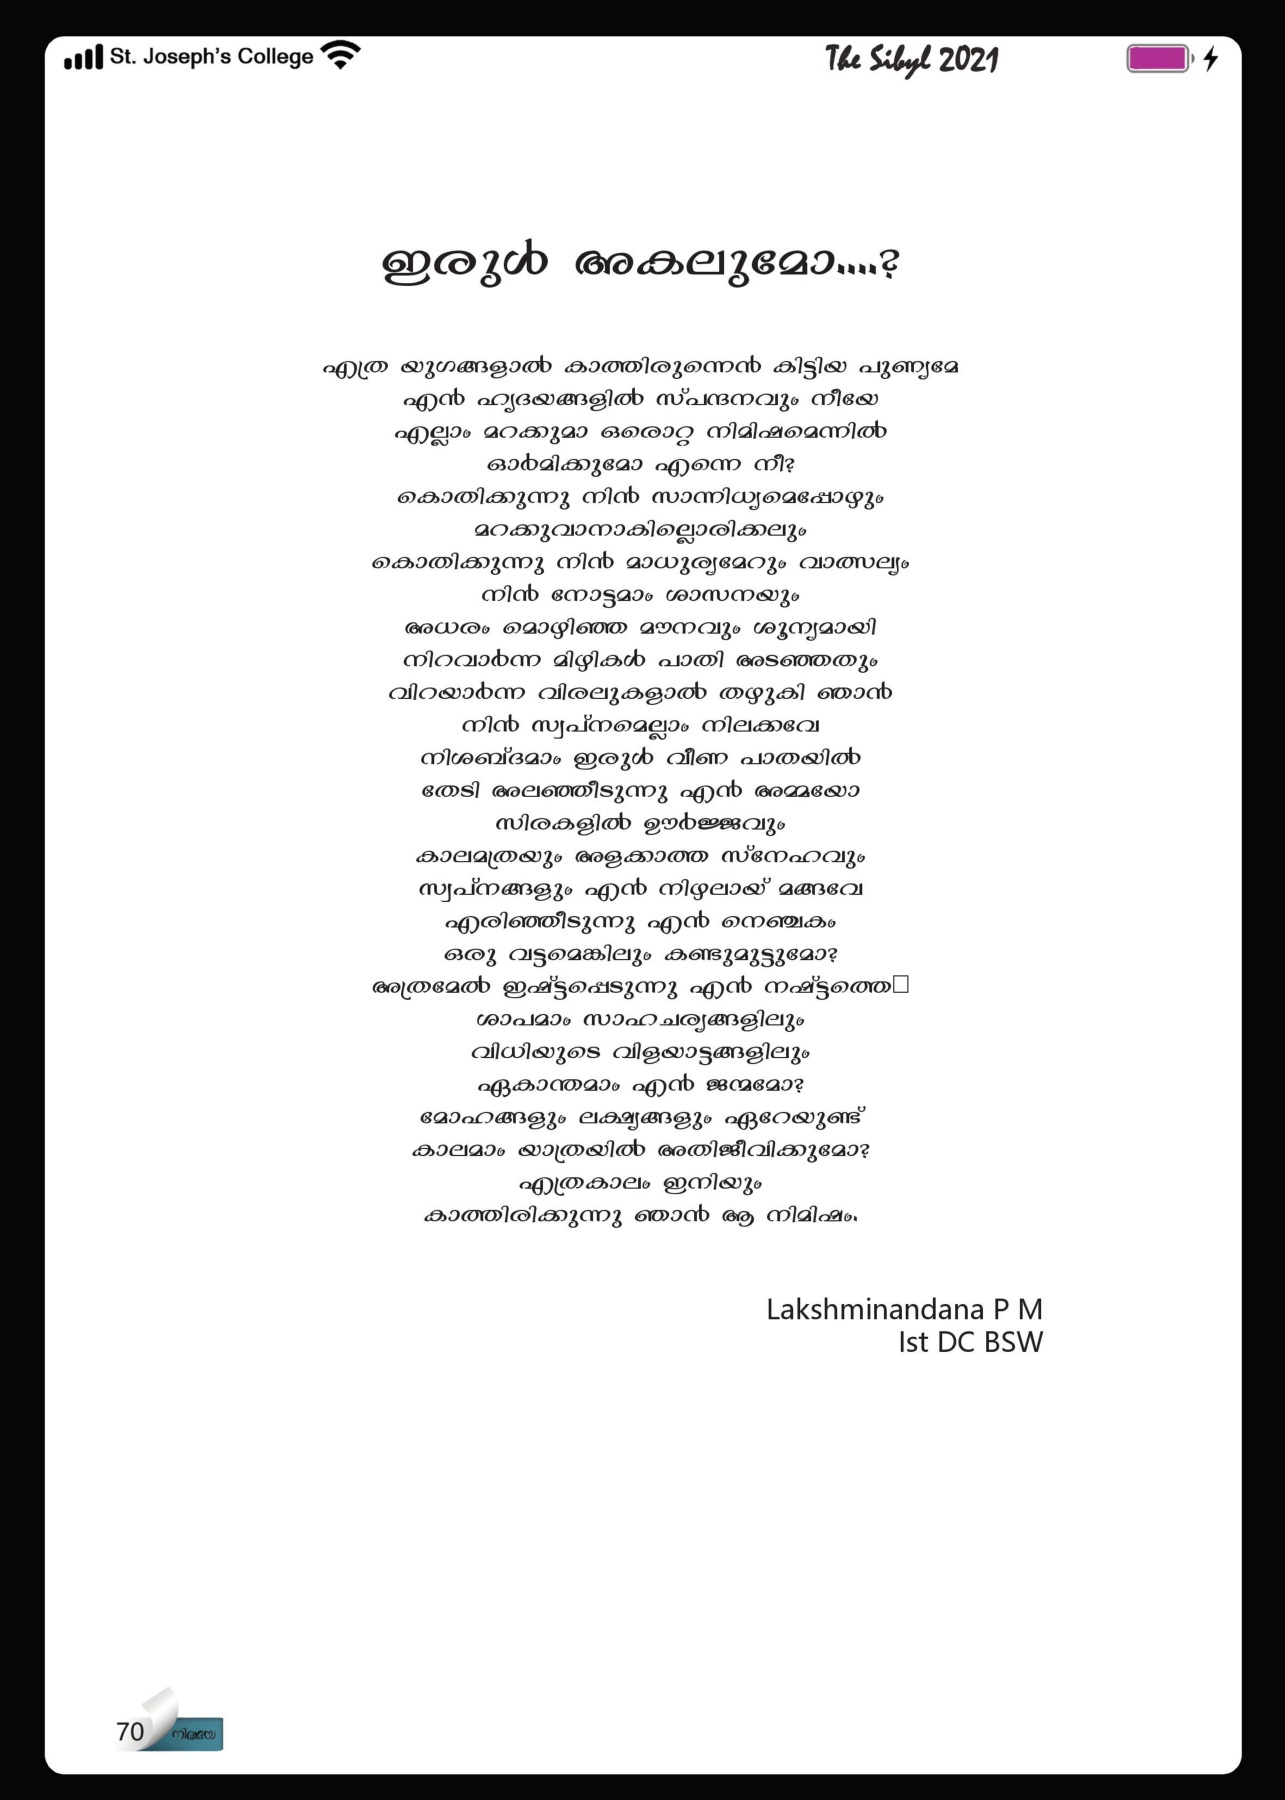 St. Joseph's College
The Sibyl 2021
ഇരുൾ അകലുമോ....?
എത്ര യുഗങ്ങളാൽ കാത്തിരുന്നെൻ കിട്ടിയ പുണ്യമേ
എൻ ഹൃദയങ്ങളിൽ സ്പന്ദനവും നീയേ
എല്ലാം മറക്കുമാ ഒരൊറ്റ നിമിഷമെന്നിൽ
ഓർമിക്കുമോ എന്നെ നീ?
കൊതിക്കുന്നു നിൻ സാന്നിധ്യമെപ്പോഴും
മറക്കുവാനാകില്ലൊരിക്കലും
കൊതിക്കുന്നു നിൻ മാധുര്യമേറും വാത്സല്യം
നിൻ നോട്ടമാം ശാസനയും
അധരം മൊഴിഞ്ഞ മൗനവും ശൂന്യമായി
നിറവാർന്ന മിഴികൾ പാതി അടഞ്ഞതും
വിറയാർന്ന വിരലുകളാൽ തഴുകി ഞാൻ
നിൻ സ്വപ്നമെല്ലാം നിലക്കവേ
നിശബ്ദമാം ഇരുൾ വീണ പാതയിൽ
തേടി അലഞ്ഞീടുന്നു എൻ അമ്മയോ
സിരകളിൽ ഊർജ്ജവും
കാലമത്രയും അളക്കാത്ത സ്നേഹവും
സ്വപ്നങ്ങളും എൻ നിഴലായ് മങ്ങവേ
എരിഞ്ഞീടുന്നു എൻ നെഞ്ചകം
ഒരു വട്ടമെങ്കിലും കണ്ടുമുട്ടുമോ?
അത്രമേൽ ഇഷ്ട്ടപ്പെടുന്നു എൻ നഷ്ട്ടത്തെ□
ശാപമാം സാഹചര്യങ്ങളിലും
വിധിയുടെ വിളയാട്ടങ്ങളിലും
ഏകാന്തമാം എൻ ജന്മമോ?
മോഹങ്ങളും ലക്ഷ്യങ്ങളും ഏറേയുണ്ട്
കാലമാം യാത്രയിൽ അതിജീവിക്കുമോ?
എത്രകാലം ഇനിയും
കാത്തിരിക്കുന്നു ഞാൻ ആ നിമിഷം.
Lakshminandana P M
Ist DC BSW
70